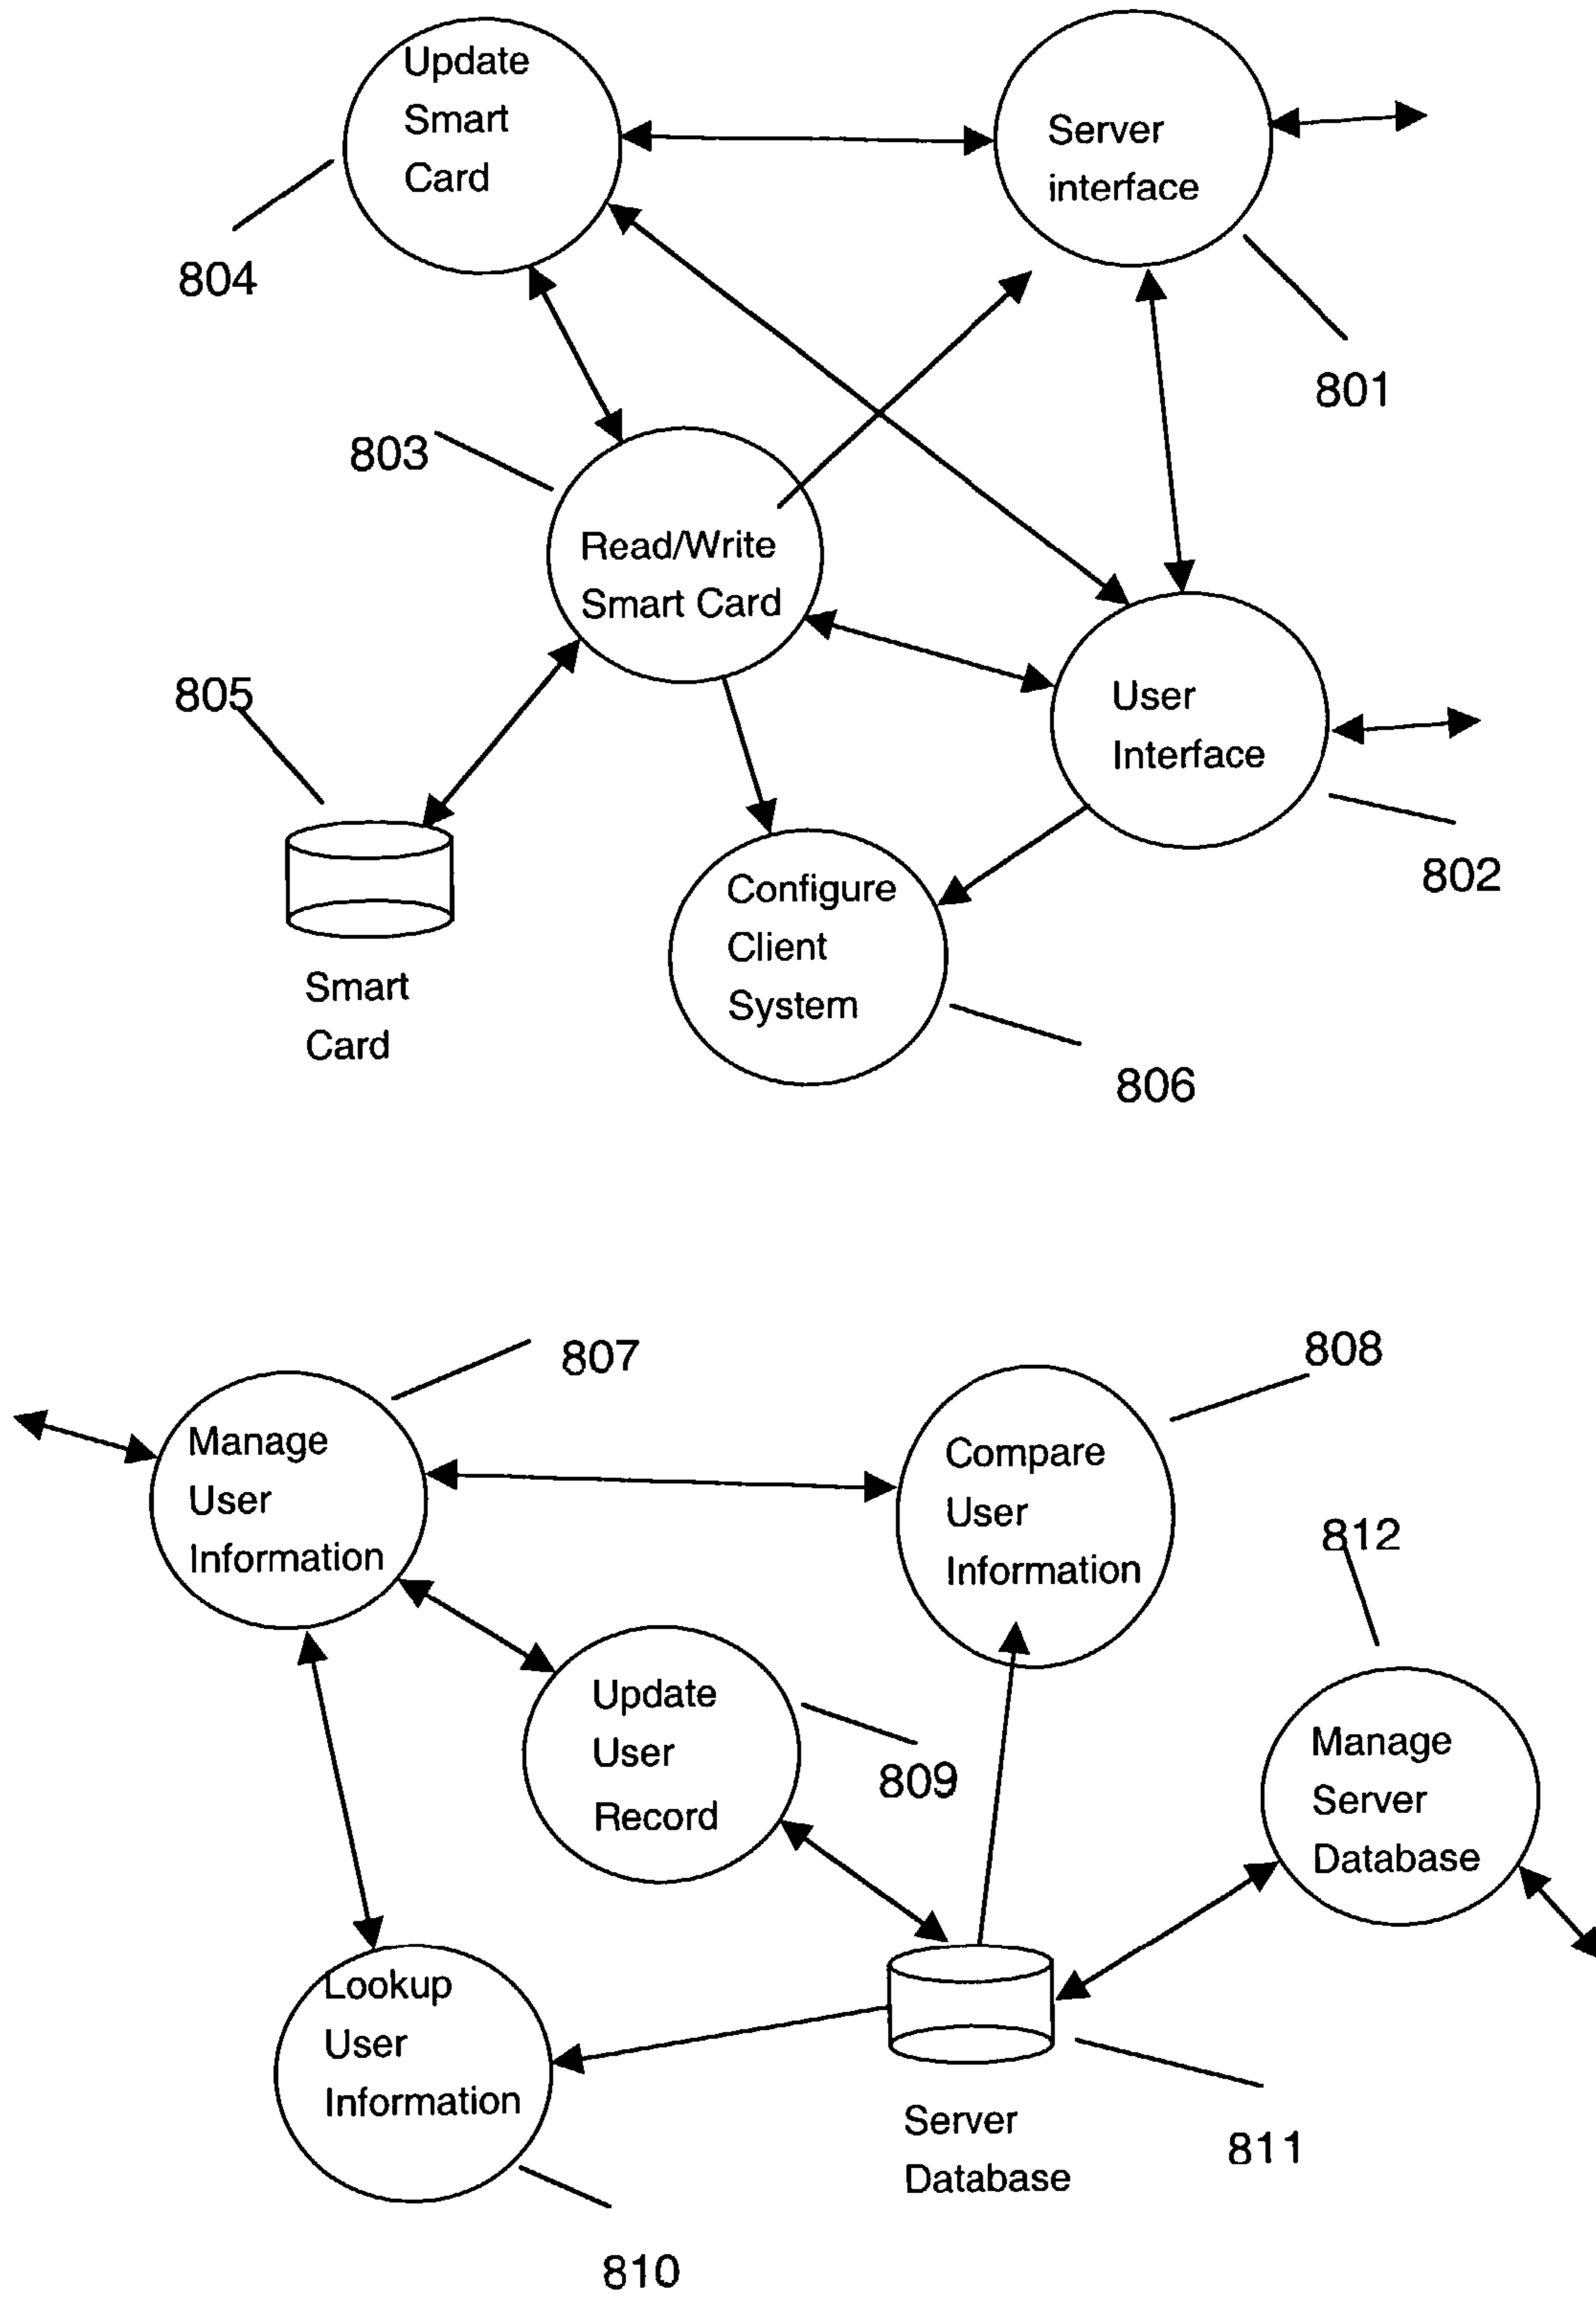 Update
Smart
Card
Server
interface
804
801
803
Read/Write
Smart Card
805
User
Interface
802
Configure
Client
System
Smart
Card
806
807
808
Manage
User
Information
Compare
User
Information
812
Update
User
Record
809
Manage
Server
Database
Lookup
User
Information
Server
Database
811
810